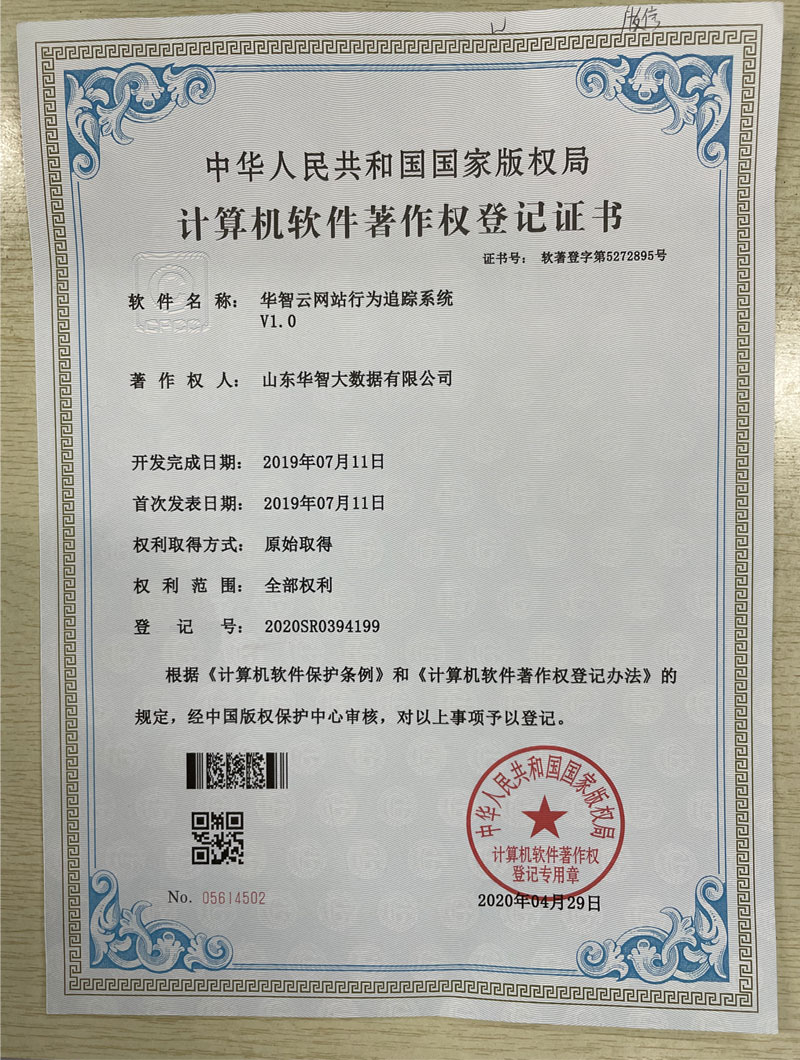 微信
中华人民共和国国家版权局
计算机软件著作权登记证书
证书号： 软著登字第5272895号
软件名称： 华智云网站行为追踪系统
V1.0
著作权人： 山东华智大数据有限公司
开发完成日期： 2019年07月11日
首次发表日期： 2019年07月11日
权利取得方式： 原始取得
权利范围： 全部权利
登记号： 2020SR0394199
根据《计算机软件保护条例》和《计算机软件著作权登记办法》的
规定，经中国版权保护中心审核，对以上事项予以登记。
中华人民共和国国家版权局
计算机软件著作权
登记专用章
No. 05614502
2020年04月29日